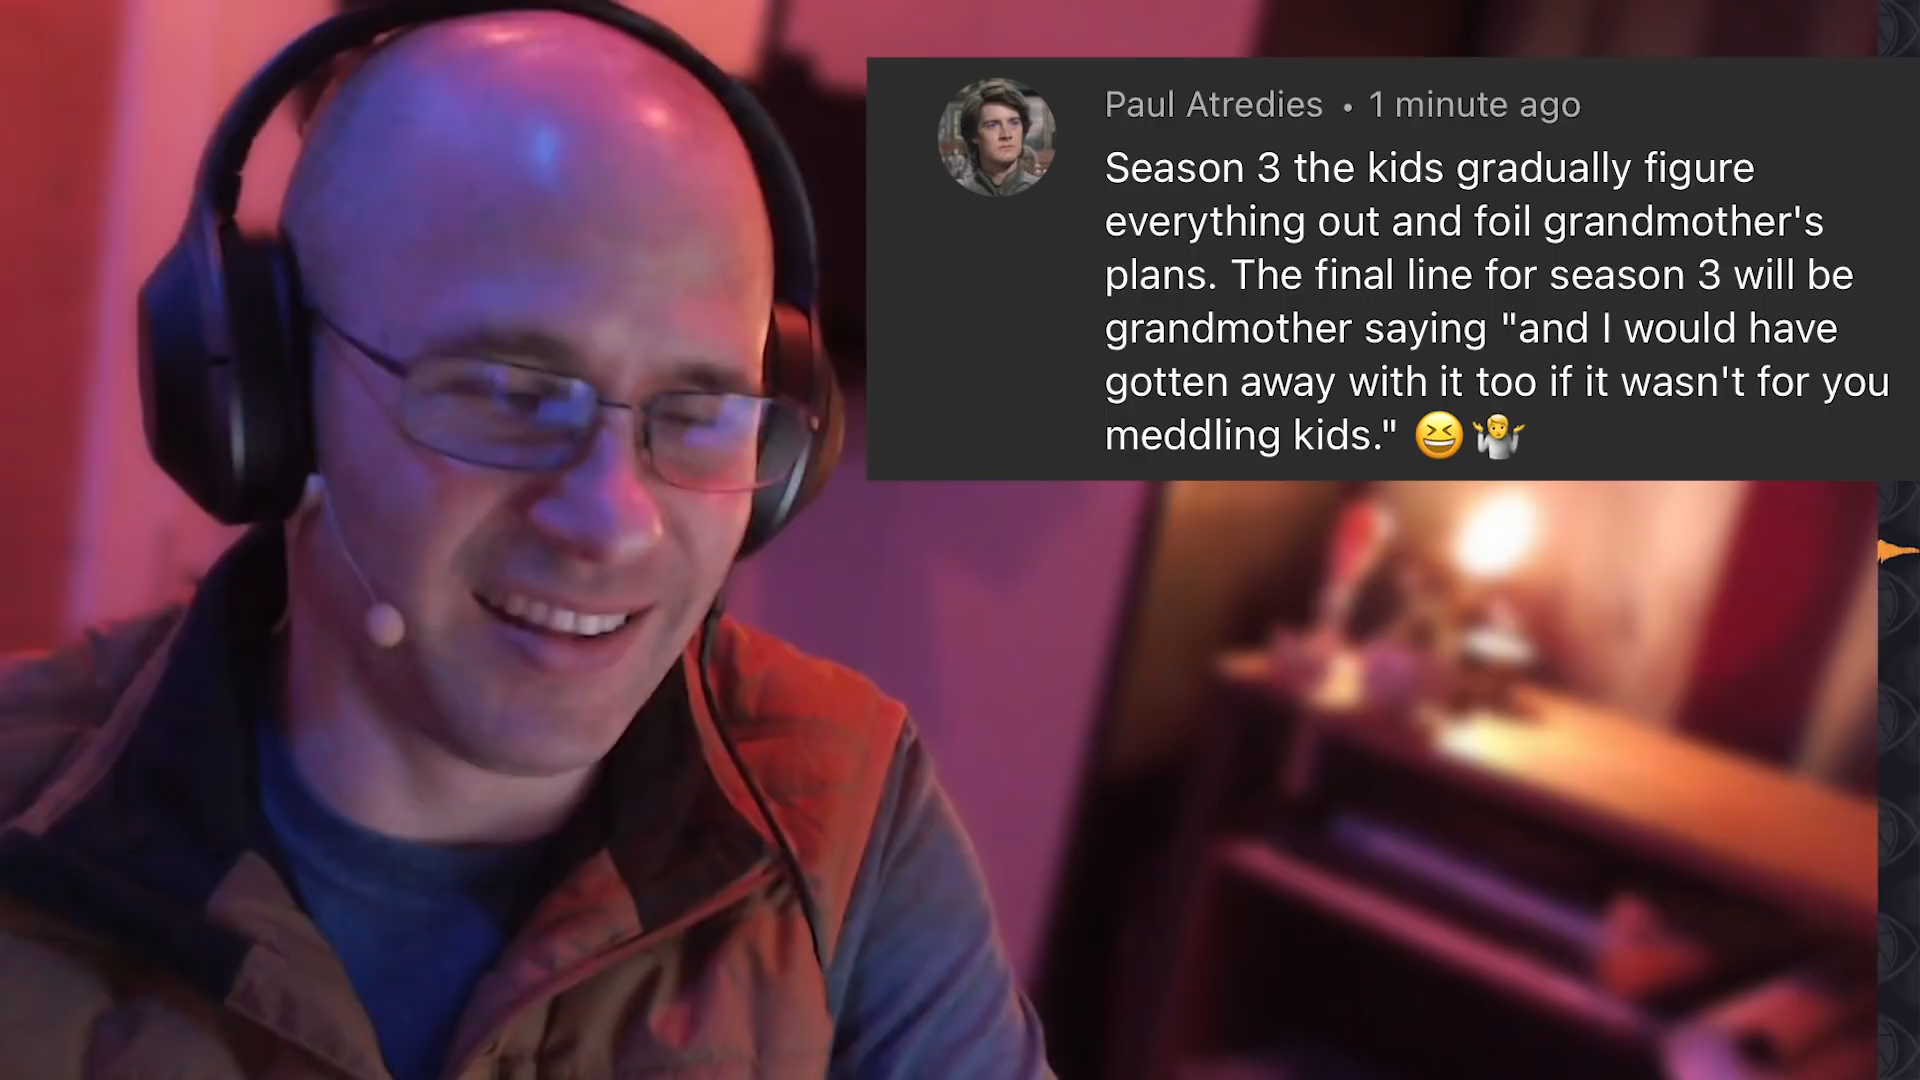 Paul Atredies • 1 minute ago
Season 3 the kids gradually figure
everything out and foil grandmother's
plans. The final line for season 3 will be
grandmother saying "and I would have
gotten away with it too if it wasn't for you
meddling kids." 😆🤷‍♂️